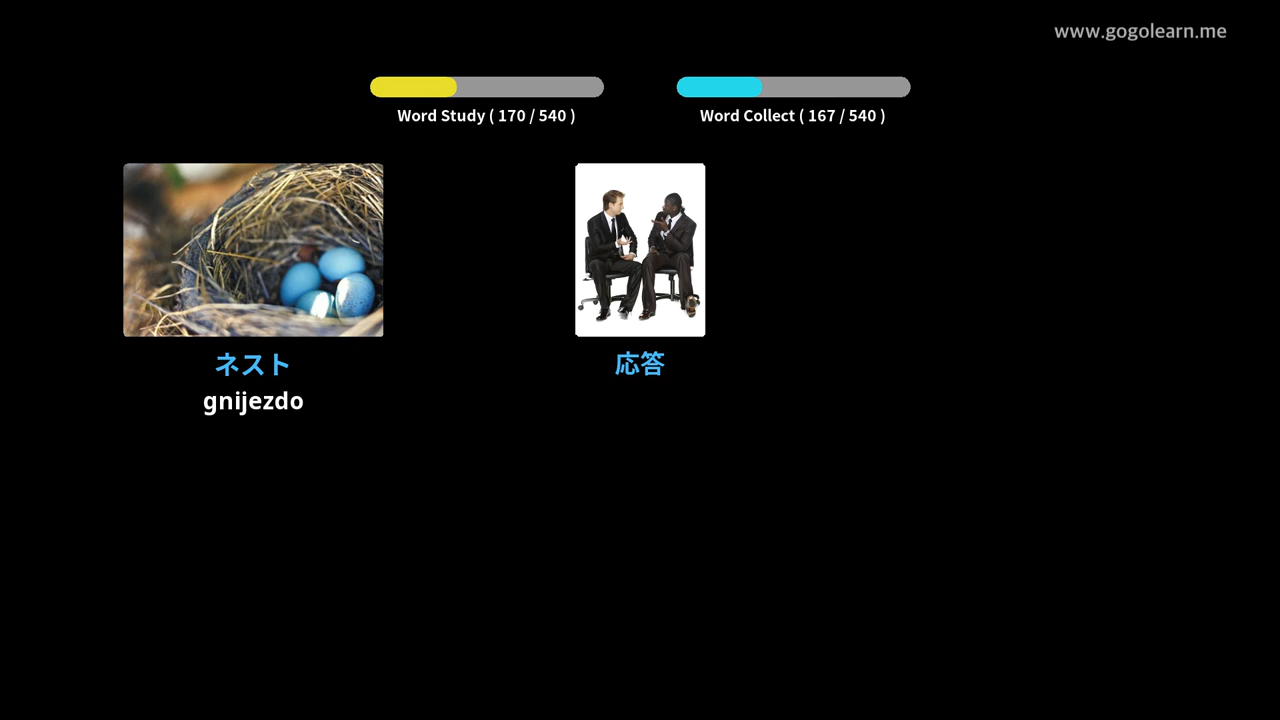 www.gogolearn.me
Word Study ( 170 / 540 )
Word Collect ( 167 / 540 )
ネスト
gnijezdo
応答